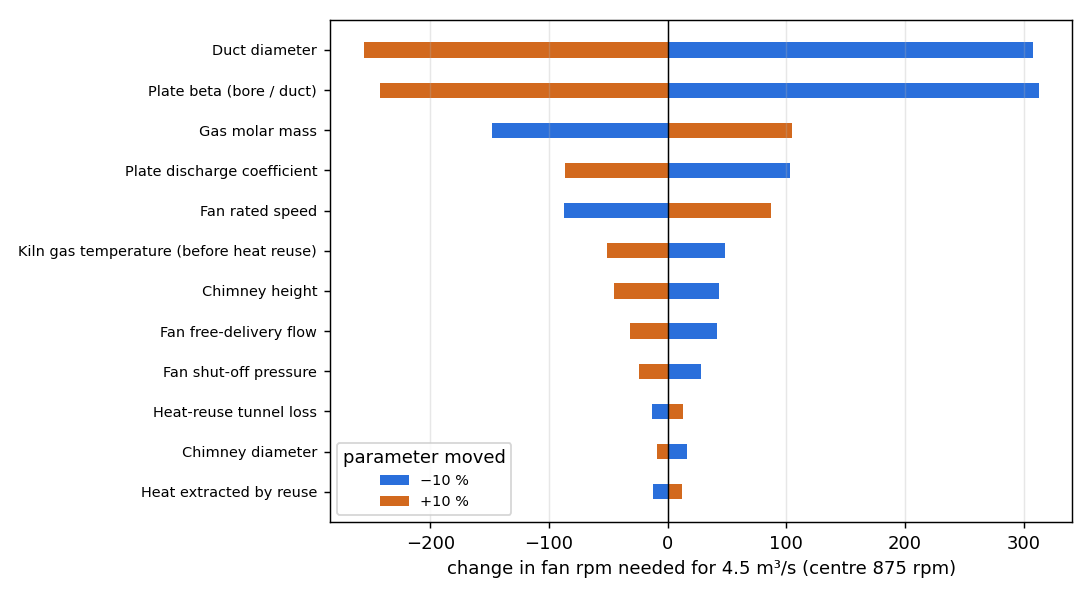 Duct diameter
Plate beta (bore / duct)
Gas molar mass
Plate discharge coefficient
Fan rated speed
Kiln gas temperature (before heat reuse)
Chimney height
Fan free-delivery flow
Fan shut-off pressure
Heat-reuse tunnel loss
Chimney diameter
Heat extracted by reuse
parameter moved
−10 %
+10 %
−200 −100 0 100 200 300
change in fan rpm needed for 4.5 m³/s (centre 875 rpm)